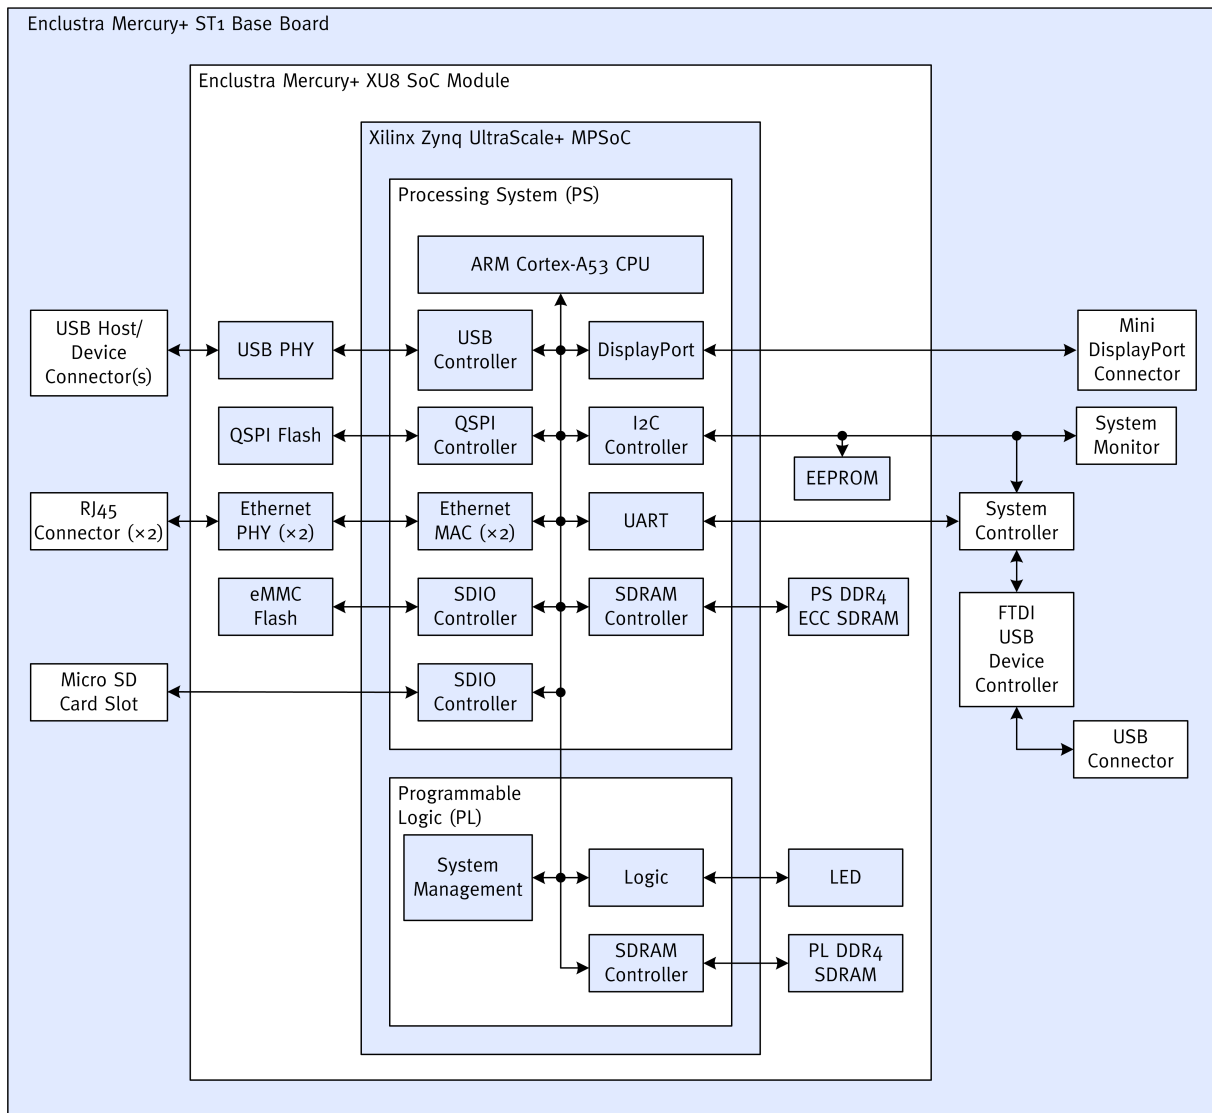 Enclustra Mercury+ ST1 Base Board
Enclustra Mercury+ XU8 SoC Module
Xilinx Zynq UltraScale+ MPSoC
Processing System (PS)
ARM Cortex-A53 CPU
USB Host/
Device
Connector(s)
USB PHY
USB
Controller
DisplayPort
Mini
DisplayPort
Connector
QSPI Flash
QSPI
Controller
I2C
Controller
System
Monitor
EEPROM
RJ45
Connector (×2)
Ethernet
PHY (×2)
Ethernet
MAC (×2)
UART
System
Controller
eMMC
Flash
SDIO
Controller
SDRAM
Controller
PS DDR4
ECC SDRAM
FTDI
USB
Device
Controller
Micro SD
Card Slot
SDIO
Controller
USB
Connector
Programmable
Logic (PL)
System
Management
Logic
LED
SDRAM
Controller
PL DDR4
SDRAM